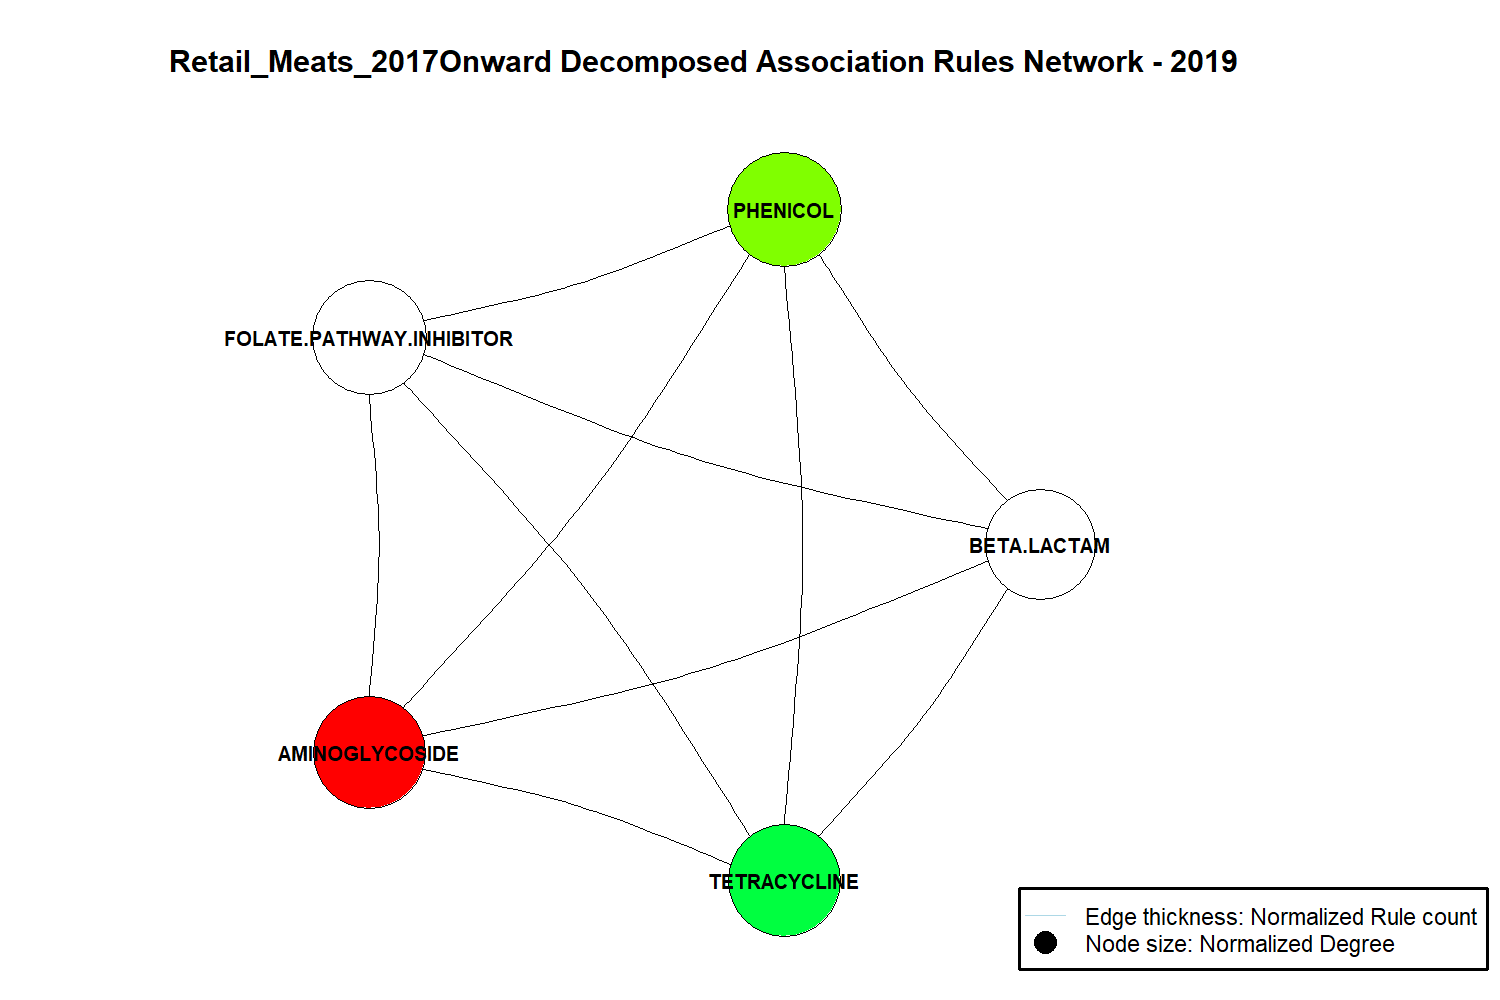 Retail_Meats_2017Onward Decomposed Association Rules Network - 2019
PHENICOL
FOLATE.PATHWAY.INHIBITOR
BETA.LACTAM
AMINOGLYCOSIDE
TETRACYCLINE
Edge thickness: Normalized Rule count
Node size: Normalized Degree